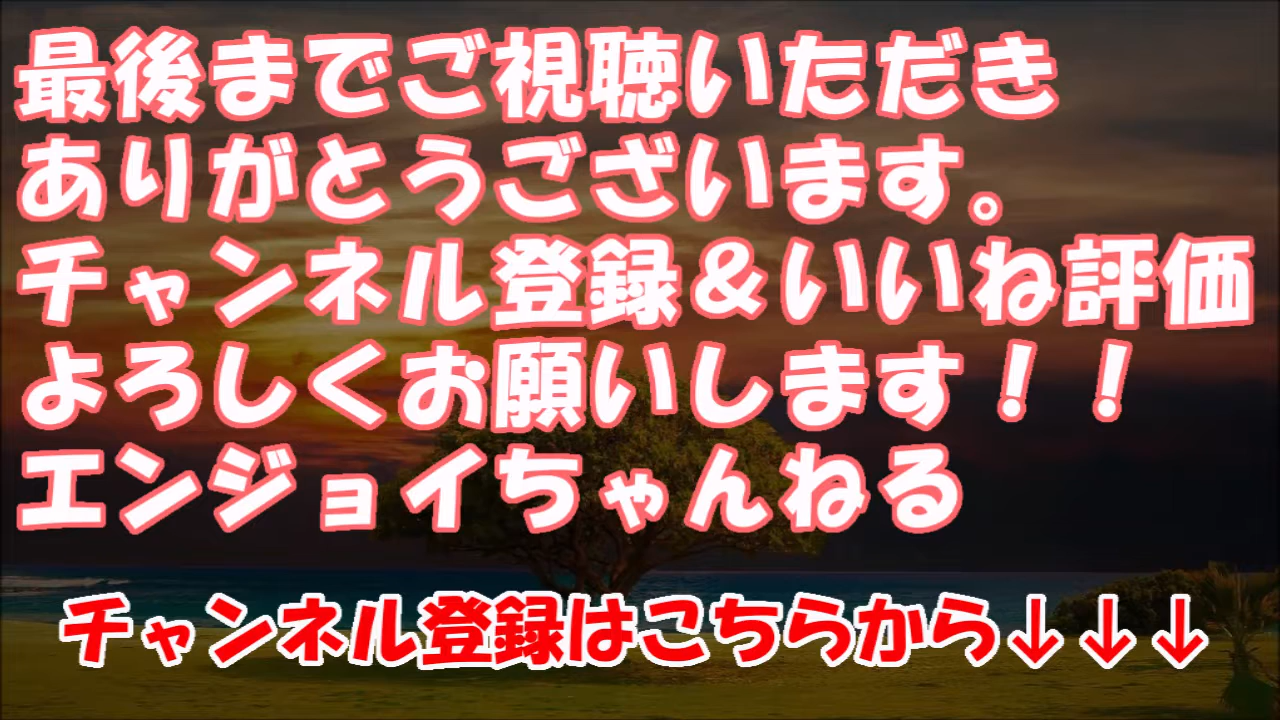 最後までご視聴いただき
ありがとうございます。
チャンネル登録＆いいね評価
よろしくお願いします！！
エンジョイちゃんねる
チャンネル登録はこちらから↓↓↓